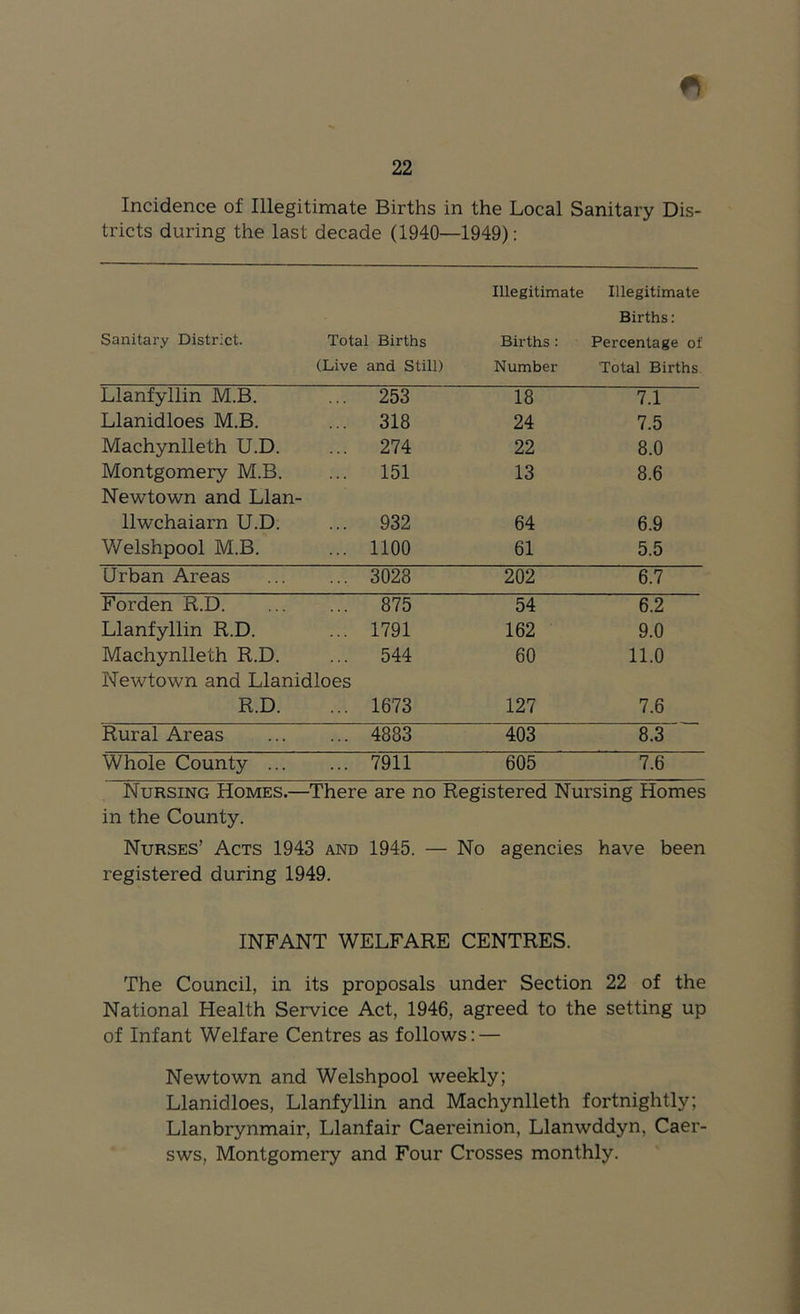 22
Incidence of Illegitimate Births in the Local Sanitary Dis-
tricts during the last decade (1940—1949):
Illegitimate Illegitimate
Births:
Sanitary District. Total Births Births: Percentage of
(Live and Still) Number Total Births.
Llanfyllin M.B. ... 253 18 7.1
Llanidloes M.B. ... 318 24 7.5
Machynlleth U.D. ... 274 22 8.0
Montgomery M.B. ... 151 13 8.6
Newtown and Llan-
llwchaiarn U.D. ... 932 64 6.9
Welshpool M.B. ... 1100 61 5.5
Urban Areas ... ... 3028 202 6.7
Forden R.D. ... ... 875 54 6.2
Llanfyllin R.D. ... 1791 162 9.0
Machynlleth R.D. ... 544 60 11.0
Newtown and Llanidloes
R.D. ... 1673 127 7.6
Rural Areas ... ... 4883 403 8.3
Whole County ... ... 7911 605 7.6
Nursing Homes.—There are no Registered Nursing Homes
in the County.
Nurses' Acts 1943 and 1945. — No agencies have been
registered during 1949.
INFANT WELFARE CENTRES.
The Council, in its proposals under Section 22 of the
National Health Service Act, 1946, agreed to the setting up
of Infant Welfare Centres as follows:—
Newtown and Welshpool weekly;
Llanidloes, Llanfyllin and Machynlleth fortnightly;
Llanbrynmair, Llanfair Caereinion, Llanwddyn, Caer-
sws, Montgomery and Four Crosses monthly.